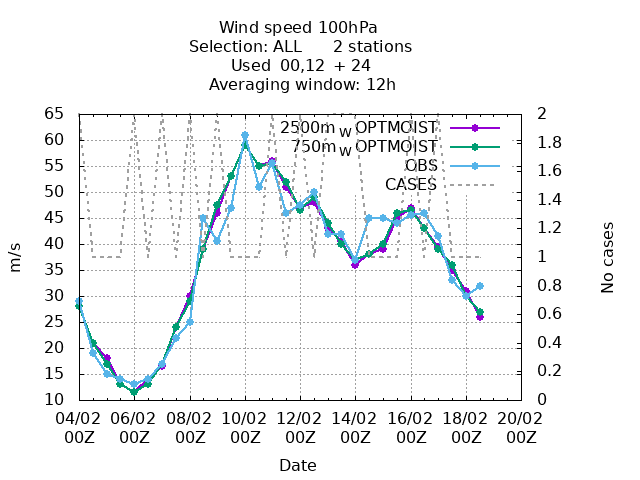 Wind speed 100hPa
Selection: ALL 2 stations
Used 00,12 + 24
Averaging window: 12h
65
60
55
50
45
40
35
30
25
20
15
10
m/s
2
1.8
1.6
1.4
1.2
1
0.8
0.6
0.4
0.2
0
No cases
2500m_W OPTMOIST
750m_W OPTMOIST
OBS
CASES
04/02 06/02 08/02 10/02 12/02 14/02 16/02 18/02 20/02
00Z 00Z 00Z 00Z 00Z 00Z 00Z 00Z 00Z
Date